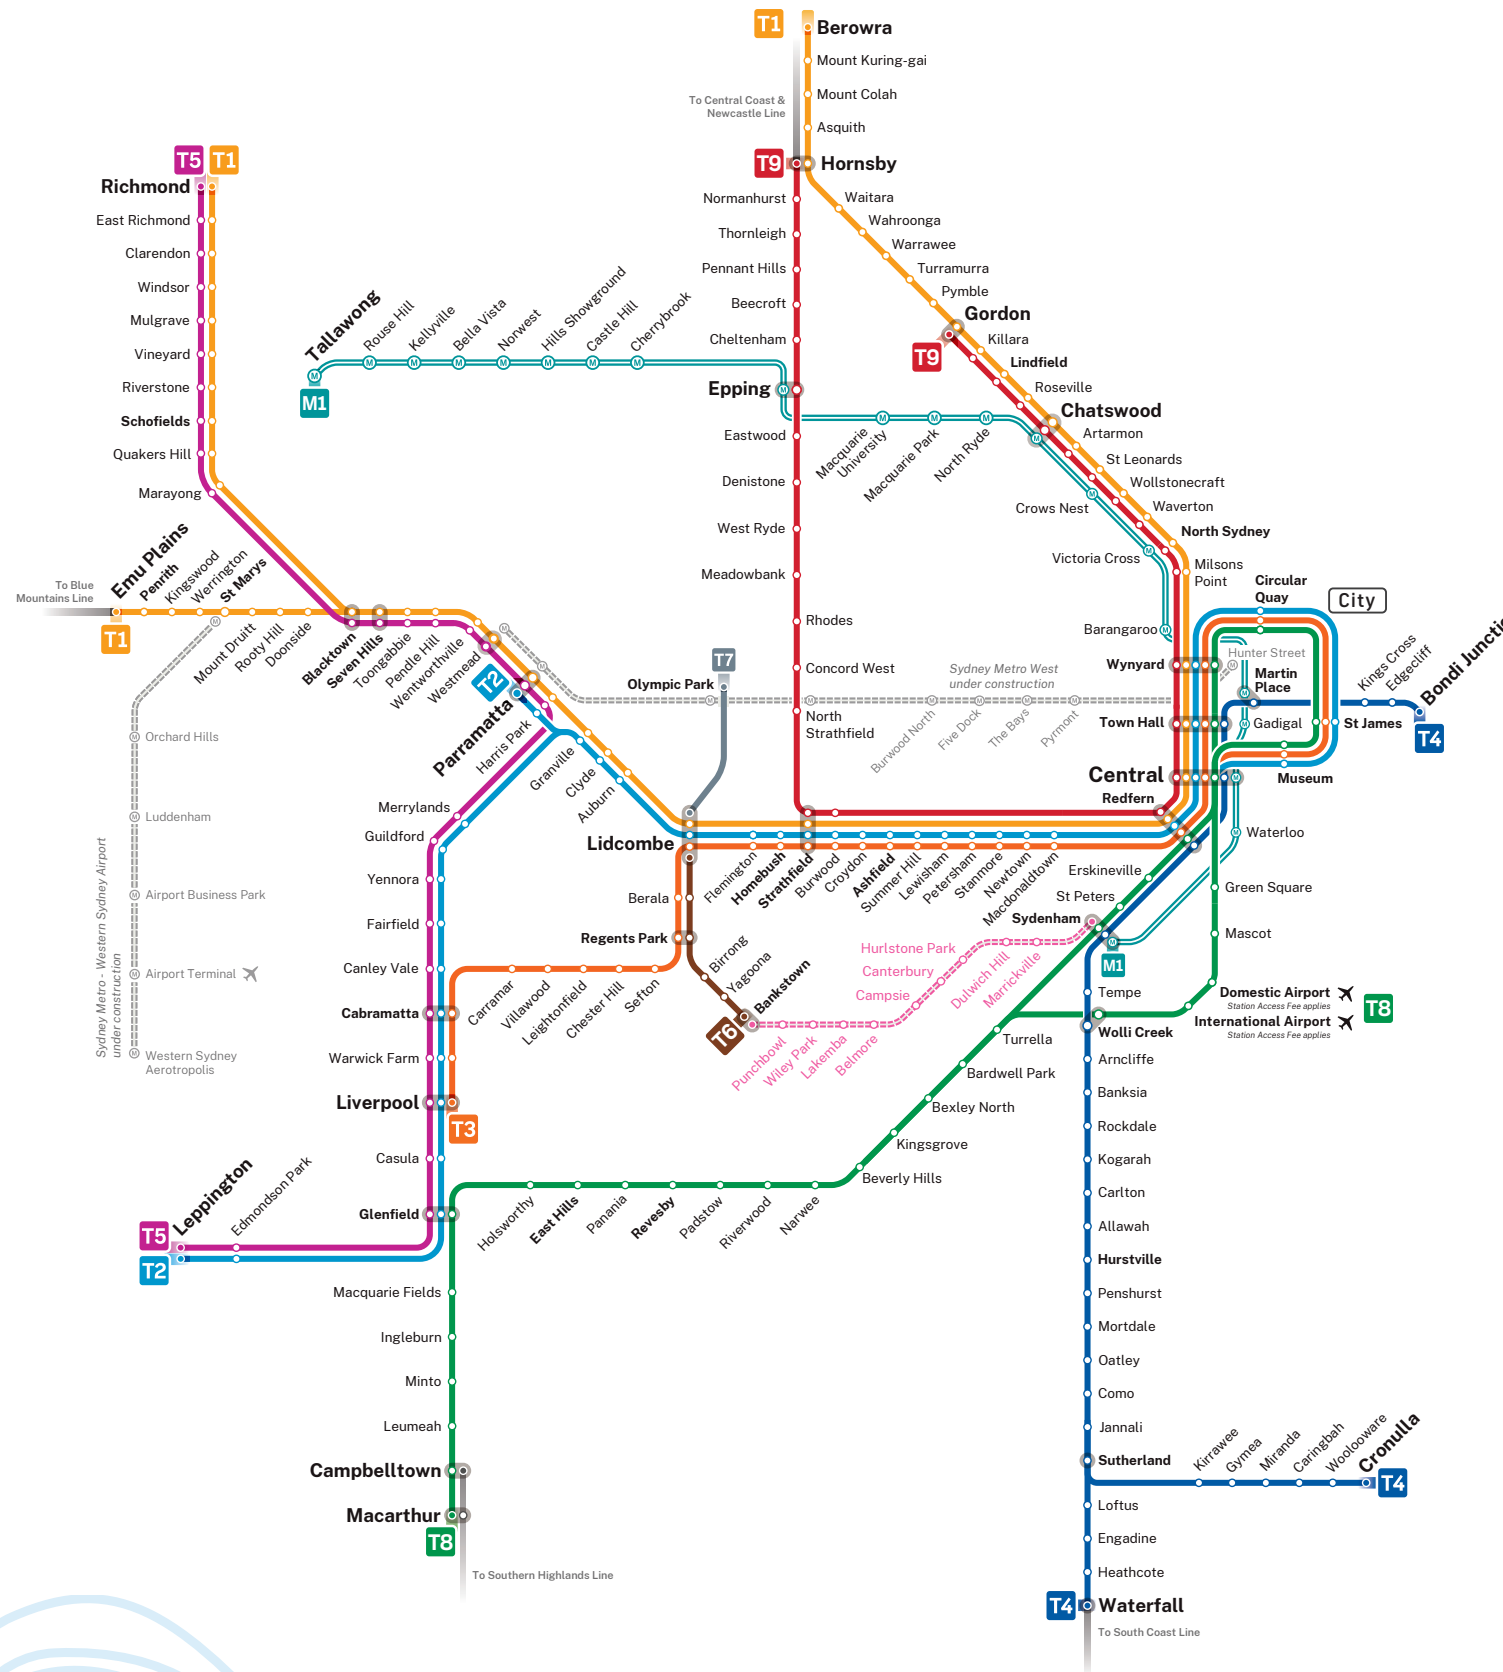 T1
Berowra
Mount Kuring-gai
Mount Colah
To Central Coast &
Newcastle Line
Asquith
T9
Hornsby
T5
T1
Richmond
East Richmond
Clarendon
Windsor
Mulgrave
Vineyard
Riverstone
Schofields
Quakers Hill
Marayong
Normanhurst
Thornleigh
Pennant Hills
Beecroft
Cheltenham
Epping
Eastwood
Denistone
West Ryde
Meadowbank
Rhodes
Concord West
North
Strathfield
Waitara
Wahroonga
Warrawee
Turramurra
Pymble
Gordon
T9
Killara
Lindfield
Roseville
Chatswood
Artarmon
St Leonards
Wollstonecraft
Waverton
North Sydney
Milsons
Point
Tallawong
M1
Rouse Hill
Kellyville
Bella Vista
Norwest
Hills Showground
Castle Hill
Cherrybrook
Macquarie
University
Macquarie Park
North Ryde
Crows Nest
Victoria Cross
Barangaroo
To Blue
Mountains Line
Emu Plains
T1
Penrith
Kingswood
Werrington
St Marys
Mount Druitt
Rooty Hill
Doonside
Blacktown
Seven Hills
Toongabbie
Pendle Hill
Wentworthville
Westmead
T2
Parramatta
Harris Park
Granville
Clyde
Auburn
Lidcombe
T7
Olympic Park
Sydney Metro West
under construction
Burwood North
Five Dock
The Bays
Pyrmont
Hunter Street
Circular
Quay
City
Wynyard
Martin
Place
Town Hall
Gadigal
St James
Kings Cross
Edgecliff
Bondi Juncti
T4
Central
Museum
Redfern
Waterloo
Orchard Hills
Luddenham
Airport Business Park
Airport Terminal
Western Sydney
Aerotropolis
Sydney Metro - Western Sydney Airport
under construction
Merrylands
Guildford
Yennora
Fairfield
Canley Vale
Cabramatta
Warwick Farm
Liverpool
T3
Casula
Glenfield
Leppington
Edmondson Park
T5
T2
Flemington
Homebush
Strathfield
Burwood
Croydon
Ashfield
Summer Hill
Lewisham
Petersham
Stanmore
Newtown
Macdonaldtown
Berala
Regents Park
Birrong
Yagoona
Bankstown
T6
Carramar
Villawood
Leightonfield
Chester Hill
Sefton
Punchbowl
Wiley Park
Lakemba
Belmore
Campsie
Canterbury
Hurlstone Park
Dulwich Hill
Marrickville
Erskineville
St Peters
Sydenham
M1
Green Square
Mascot
Domestic Airport
Station Access Fee applies
International Airport
Station Access Fee applies
T8
Tempe
Wolli Creek
Turrella
Bardwell Park
Bexley North
Kingsgrove
Beverly Hills
Narwee
Riverwood
Padstow
Revesby
Panania
East Hills
Holsworthy
Macquarie Fields
Ingleburn
Minto
Leumeah
Campbelltown
Macarthur
T8
To Southern Highlands Line
Arncliffe
Banksia
Rockdale
Kogarah
Carlton
Allawah
Hurstville
Penshurst
Mortdale
Oatley
Como
Jannali
Sutherland
Kirrawee
Gymea
Miranda
Caringbah
Woolooware
Cronulla
T4
Loftus
Engadine
Heathcote
T4
Waterfall
To South Coast Line